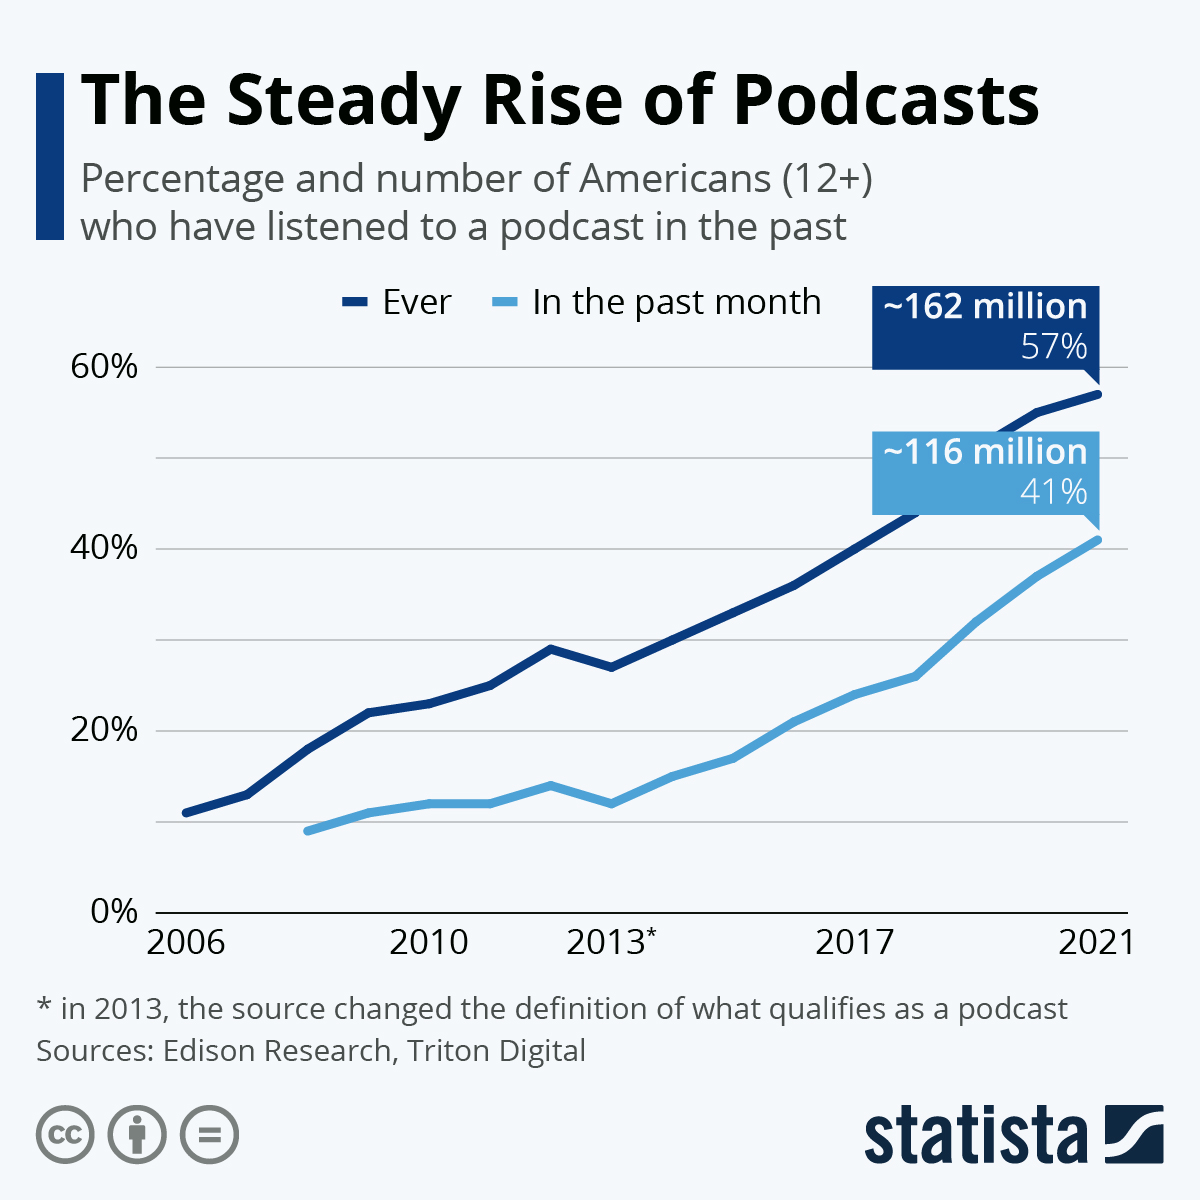 The Steady Rise of Podcasts
Percentage and number of Americans (12+)
who have listened to a podcast in the past
Ever
In the past month
~162 million
57%
~116 million
41%
60%
40%
20%
0%
2006
2010
2013*
2017
2021
* in 2013, the source changed the definition of what qualifies as a podcast
Sources: Edison Research, Triton Digital
cc
statista